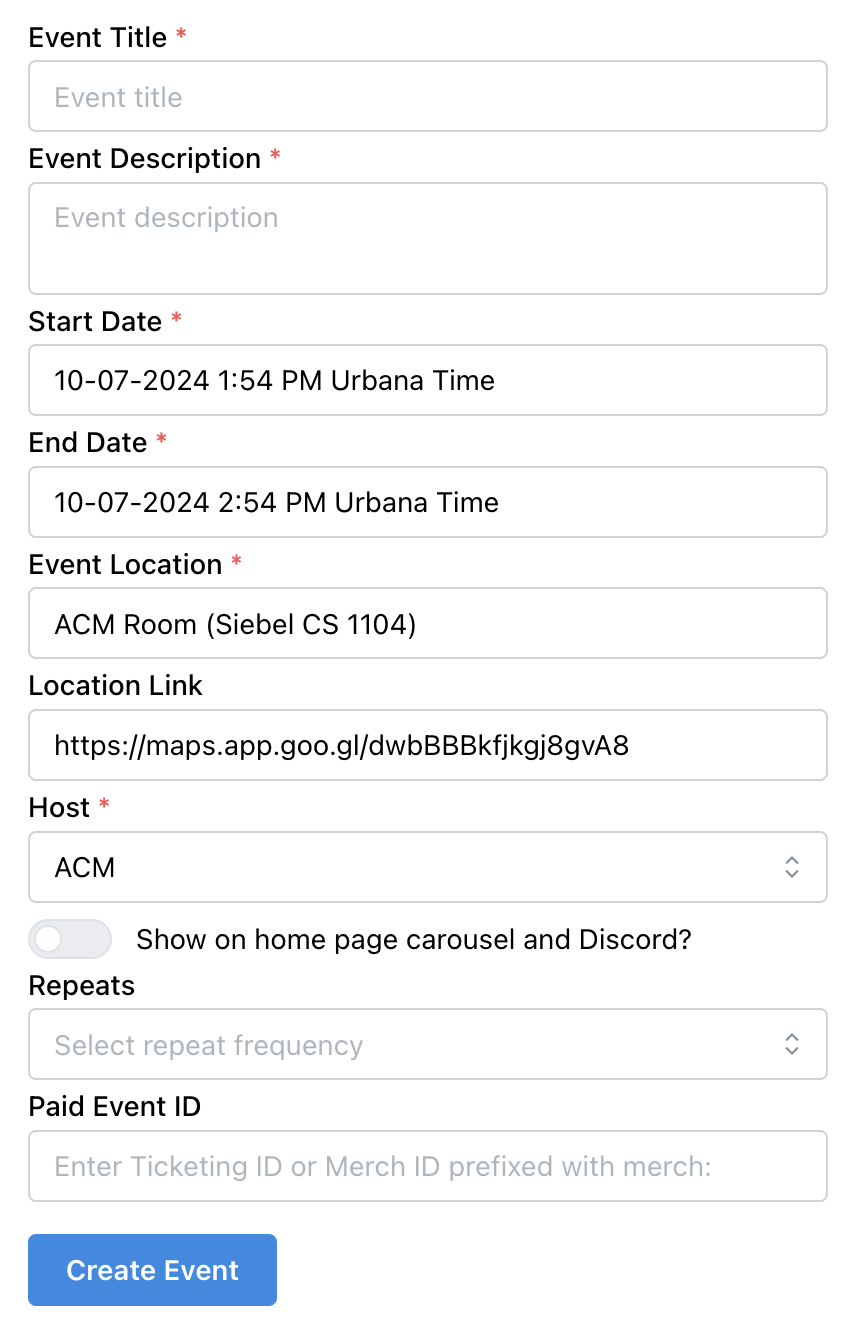 Event Title *
Event title
Event Description *
Event description
Start Date *
10-07-2024 1:54 PM Urbana Time
End Date *
10-07-2024 2:54 PM Urbana Time
Event Location *
ACM Room (Siebel CS 1104)
Location Link
https://maps.app.goo.gl/dwbBBBkfjkgj8gvA8
Host *
ACM
Show on home page carousel and Discord?
Repeats
Select repeat frequency
Paid Event ID
Enter Ticketing ID or Merch ID prefixed with merch:
Create Event